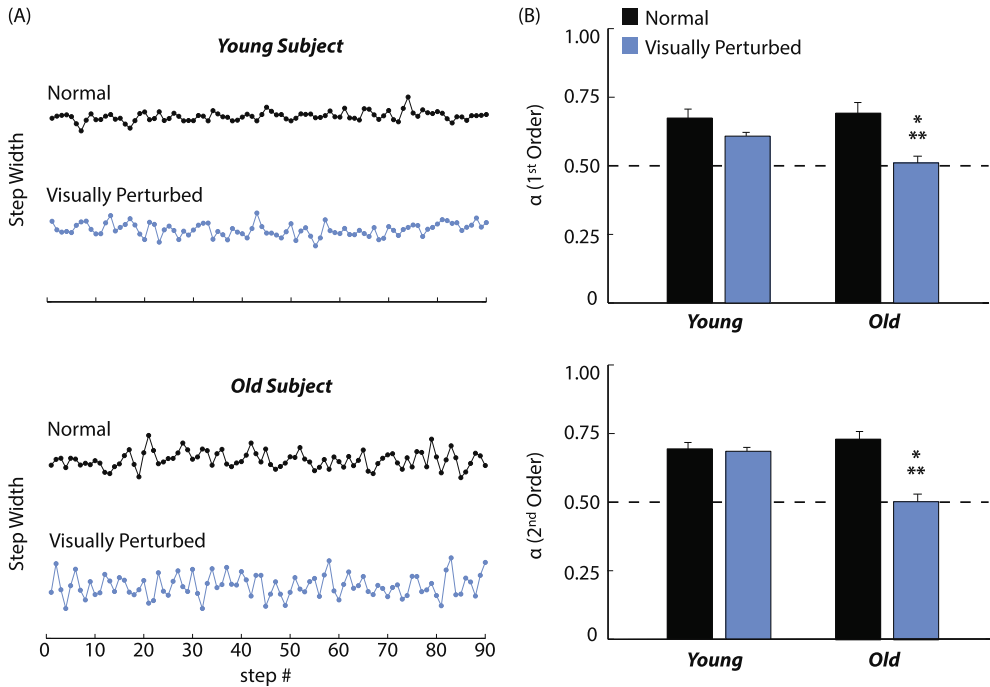 (A)
Young Subject
Normal
Visually Perturbed
Step Width
Old Subject
Normal
Visually Perturbed
Step Width
0 10 20 30 40 50 60 70 80 90
step #
(B)
Normal
Visually Perturbed
1.00
0.75
0.50
0.25
0
α (1st Order)
*
**
Young Old
1.00
0.75
0.50
0.25
0
α (2nd Order)
*
**
Young Old